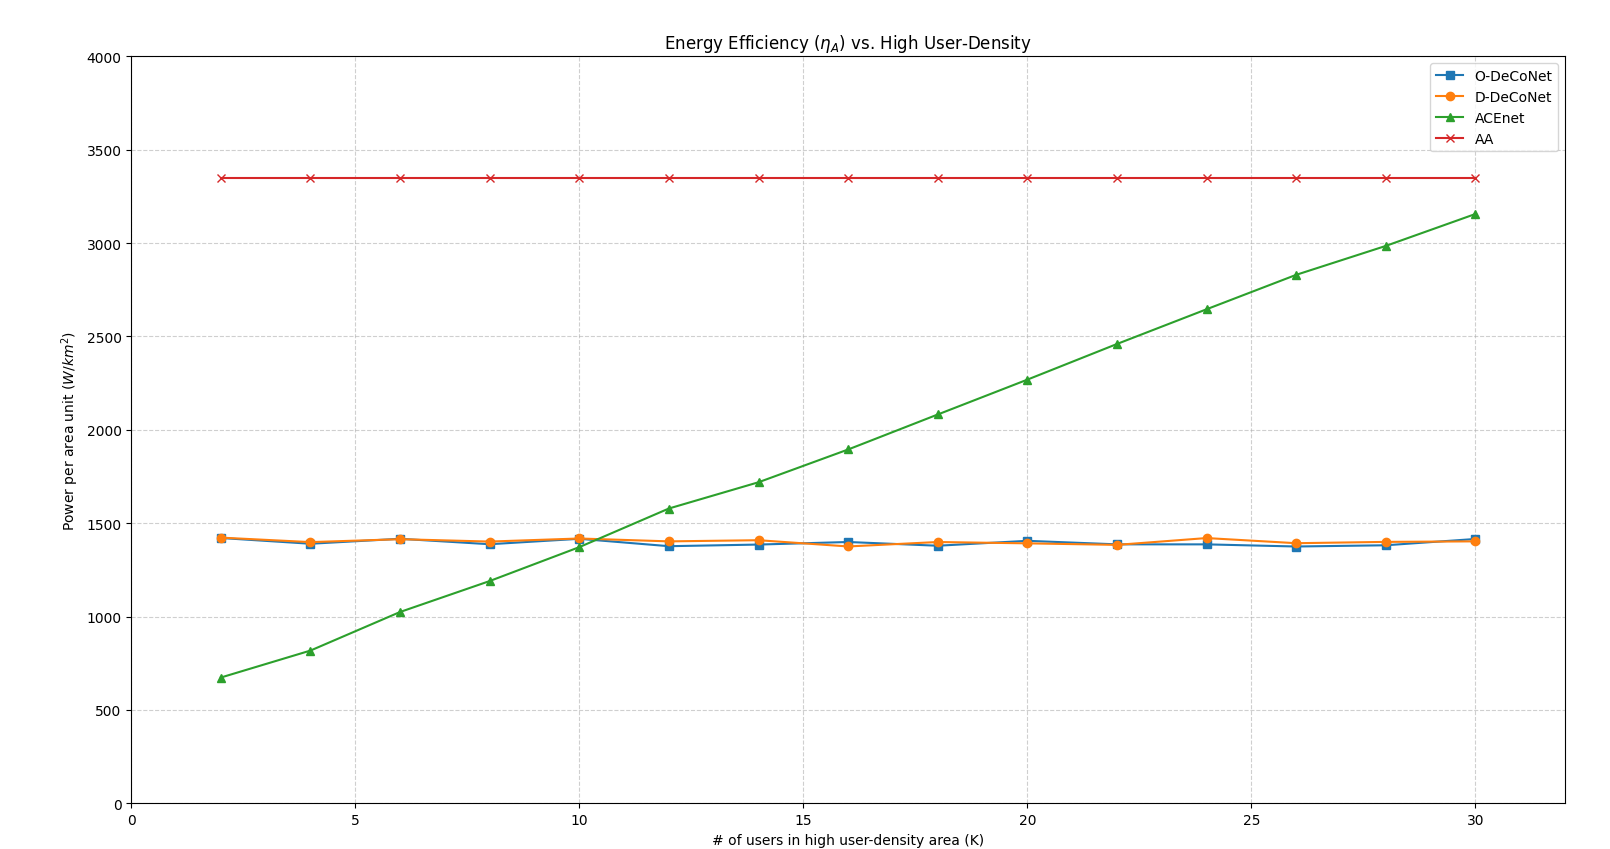 Energy Efficiency (η_A) vs. High User-Density
O-DeCoNet
D-DeCoNet
ACEnet
AA
Power per area unit (W/km²)
4000
3500
3000
2500
2000
1500
1000
500
0
0 5 10 15 20 25 30
# of users in high user-density area (K)